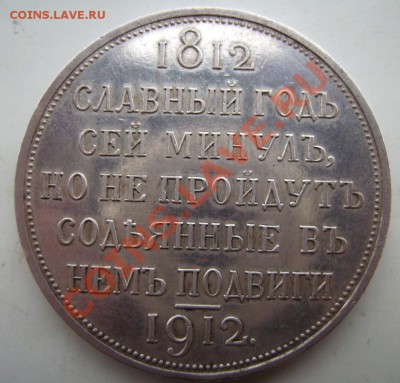 COINS.LAVE.RU
1812
СЛАВНЫЙ ГОДЪ
СЕЙ МИНУЛЪ,
НО НЕ ПРОЙДУТЪ
СОДѢЯННЫЕ ВЪ
НЕМЪ ПОДВИГИ
1912.
COINS.LAVE.RU